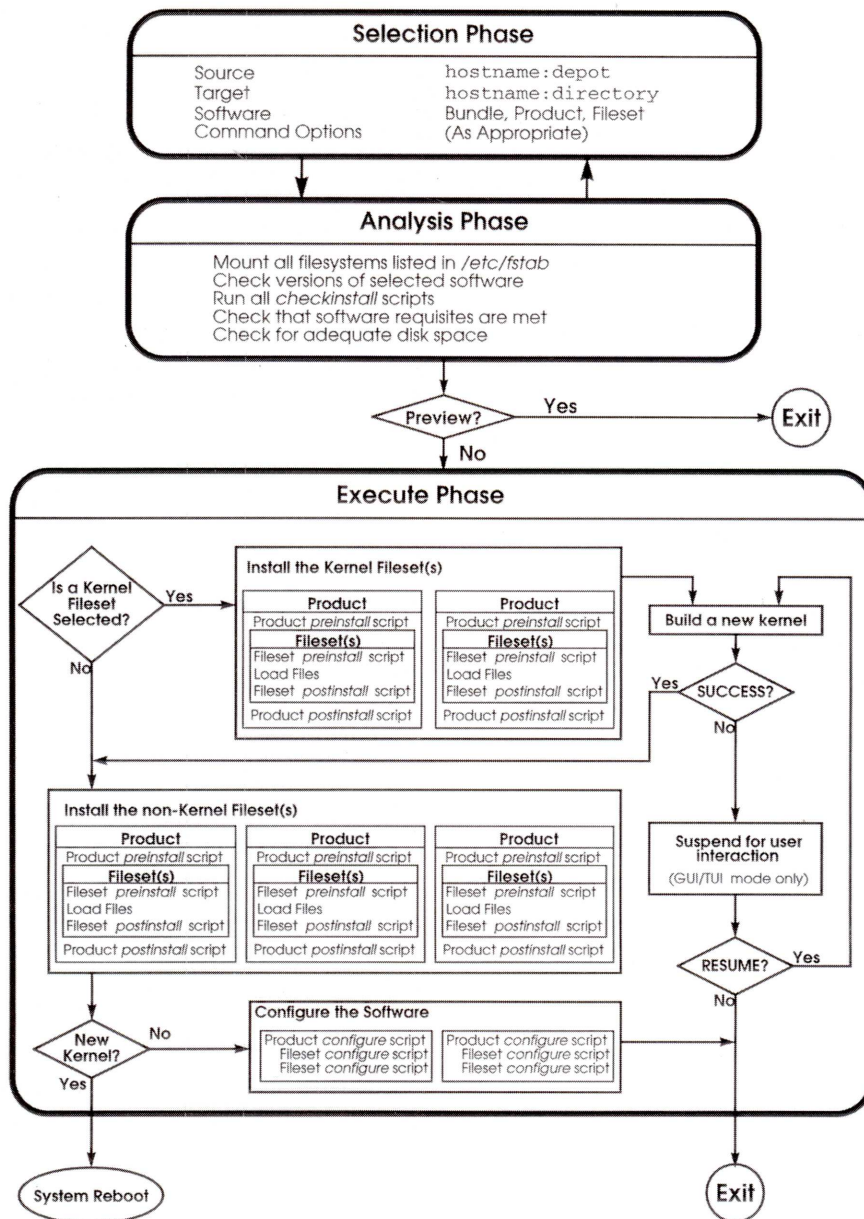 Selection Phase
Source hostname:depot
Target hostname:directory
Software Bundle, Product, Fileset
Command Options (As Appropriate)
Analysis Phase
Mount all filesystems listed in /etc/fstab
Check versions of selected software
Run all checkinstall scripts
Check that software requisites are met
Check for adequate disk space
Preview?
Yes
Exit
No
Execute Phase
Is a Kernel
Fileset
Selected?
Yes
No
Install the Kernel Fileset(s)
Product
Product preinstall script
Fileset(s)
Fileset preinstall script
Load Files
Fileset postinstall script
Product postinstall script
Product
Product preinstall script
Fileset(s)
Fileset preinstall script
Load Files
Fileset postinstall script
Product postinstall script
Build a new kernel
Yes
SUCCESS?
No
Install the non-Kernel Fileset(s)
Product
Product preinstall script
Fileset(s)
Fileset preinstall script
Load Files
Fileset postinstall script
Product postinstall script
Product
Product preinstall script
Fileset(s)
Fileset preinstall script
Load Files
Fileset postinstall script
Product postinstall script
Product
Product preinstall script
Fileset(s)
Fileset preinstall script
Load Files
Fileset postinstall script
Product postinstall script
Suspend for user
interaction
(GUI/TUI mode only)
RESUME?
Yes
No
New
Kernel?
No
Yes
Configure the Software
Product configure script
Fileset configure script
Fileset configure script
Product configure script
Fileset configure script
Fileset configure script
System Reboot
Exit